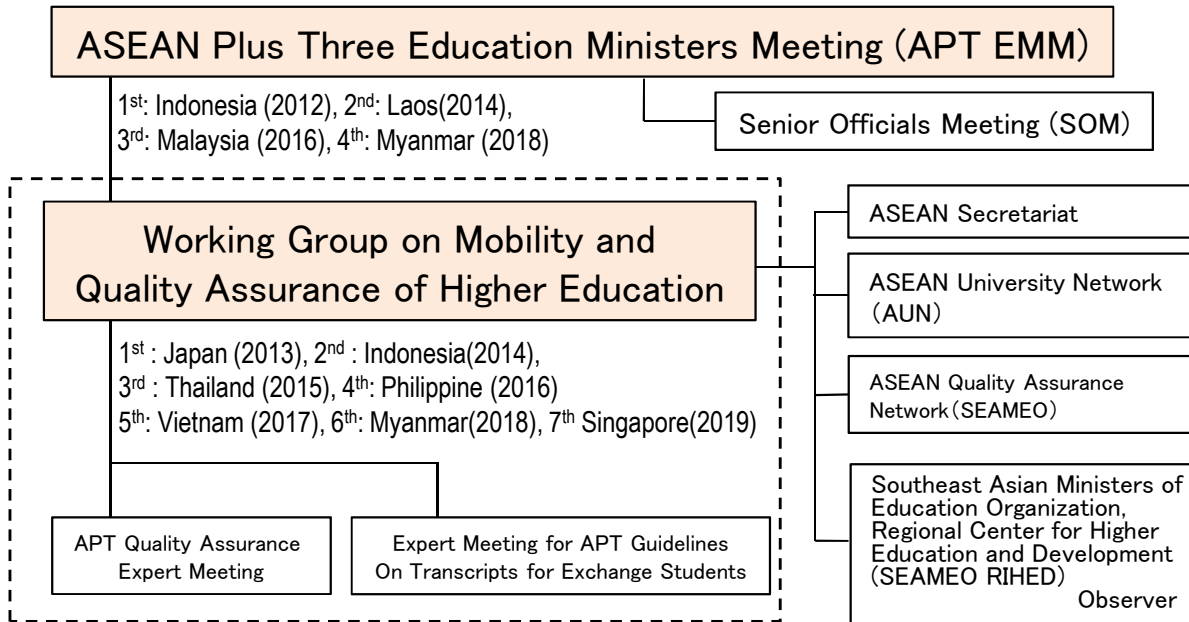 ASEAN Plus Three Education Ministers Meeting (APT EMM)
1st: Indonesia (2012), 2nd: Laos(2014),
3rd: Malaysia (2016), 4th: Myanmar (2018)
Senior Officials Meeting (SOM)
Working Group on Mobility and
Quality Assurance of Higher Education
1st : Japan (2013), 2nd : Indonesia(2014),
3rd : Thailand (2015), 4th: Philippine (2016)
5th: Vietnam (2017), 6th: Myanmar(2018), 7th Singapore(2019)
APT Quality Assurance
Expert Meeting
Expert Meeting for APT Guidelines
On Transcripts for Exchange Students
ASEAN Secretariat
ASEAN University Network
(AUN)
ASEAN Quality Assurance
Network(SEAMEO)
Southeast Asian Ministers of
Education Organization,
Regional Center for Higher
Education and Development
(SEAMEO RIHED)
Observer